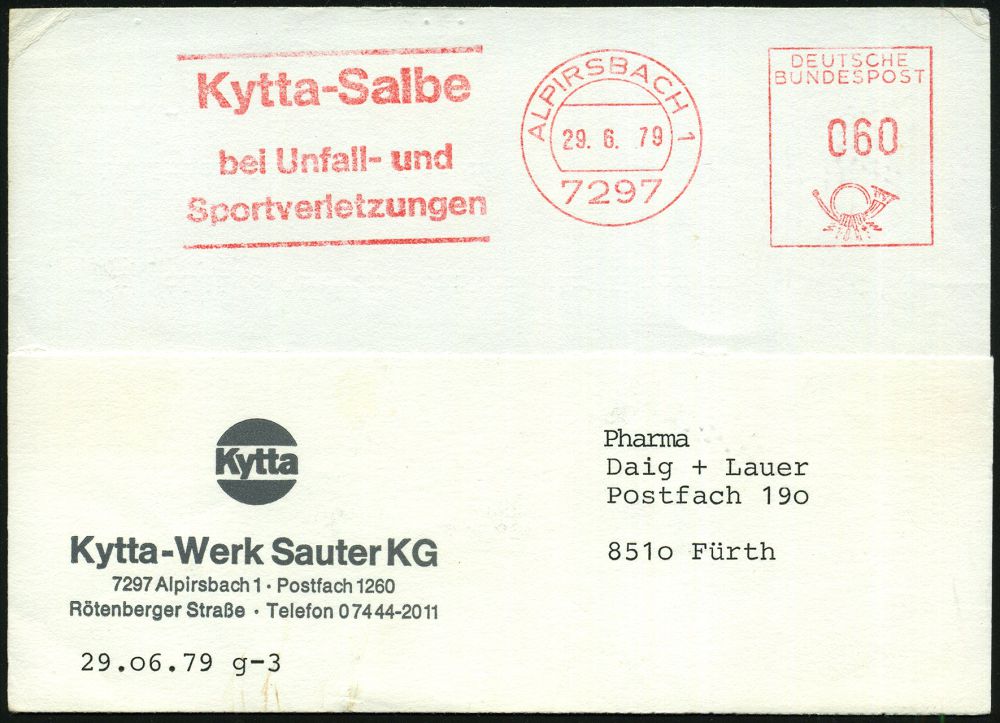 Kytta-Salbe
bei Unfall- und
Sportverletzungen
ALPIRSBACH 1
29. 6. 79
7297
DEUTSCHE
BUNDESPOST
060
Kytta
Kytta-Werk Sauter KG
7297 Alpirsbach 1 · Postfach 1260
Rötenberger Straße · Telefon 07444-2011
29.o6.79 g-3
Pharma
Daig + Lauer
Postfach 19o
851o Fürth